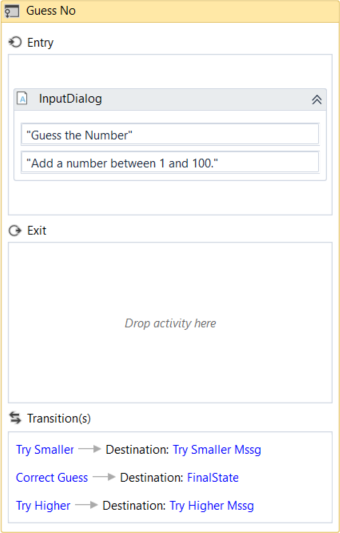 Guess No
Entry
InputDialog
"Guess the Number"
"Add a number between 1 and 100."
Exit
Drop activity here
Transition(s)
Try Smaller Destination: Try Smaller Mssg
Correct Guess Destination: FinalState
Try Higher Destination: Try Higher Mssg